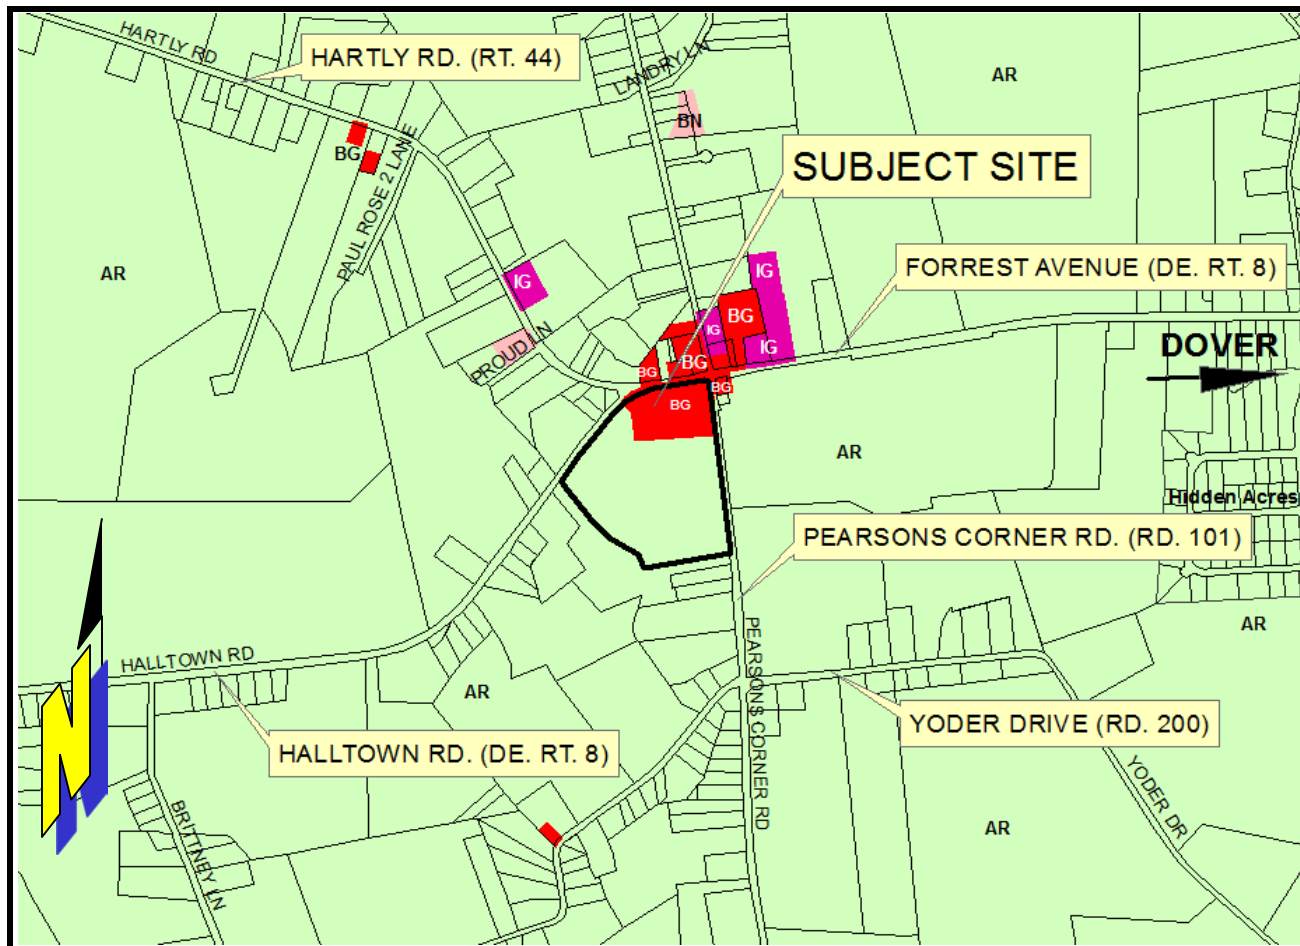 HARTLY RD
HARTLY RD. (RT. 44)
LANDRY LN
AR
BN
BG
PAUL ROSE 2 LANE
SUBJECT SITE
AR
IG
IG
FORREST AVENUE (DE. RT. 8)
BG
IG
IG
DOVER
PROUD LN
BG
BG
BG
BG
AR
Hidden Acres
PEARSONS CORNER RD. (RD. 101)
AR
HALLTOWN RD
PEARSONS CORNER RD
AR
N
YODER DRIVE (RD. 200)
HALLTOWN RD. (DE. RT. 8)
YODER DR
BRITTNEY LN
AR